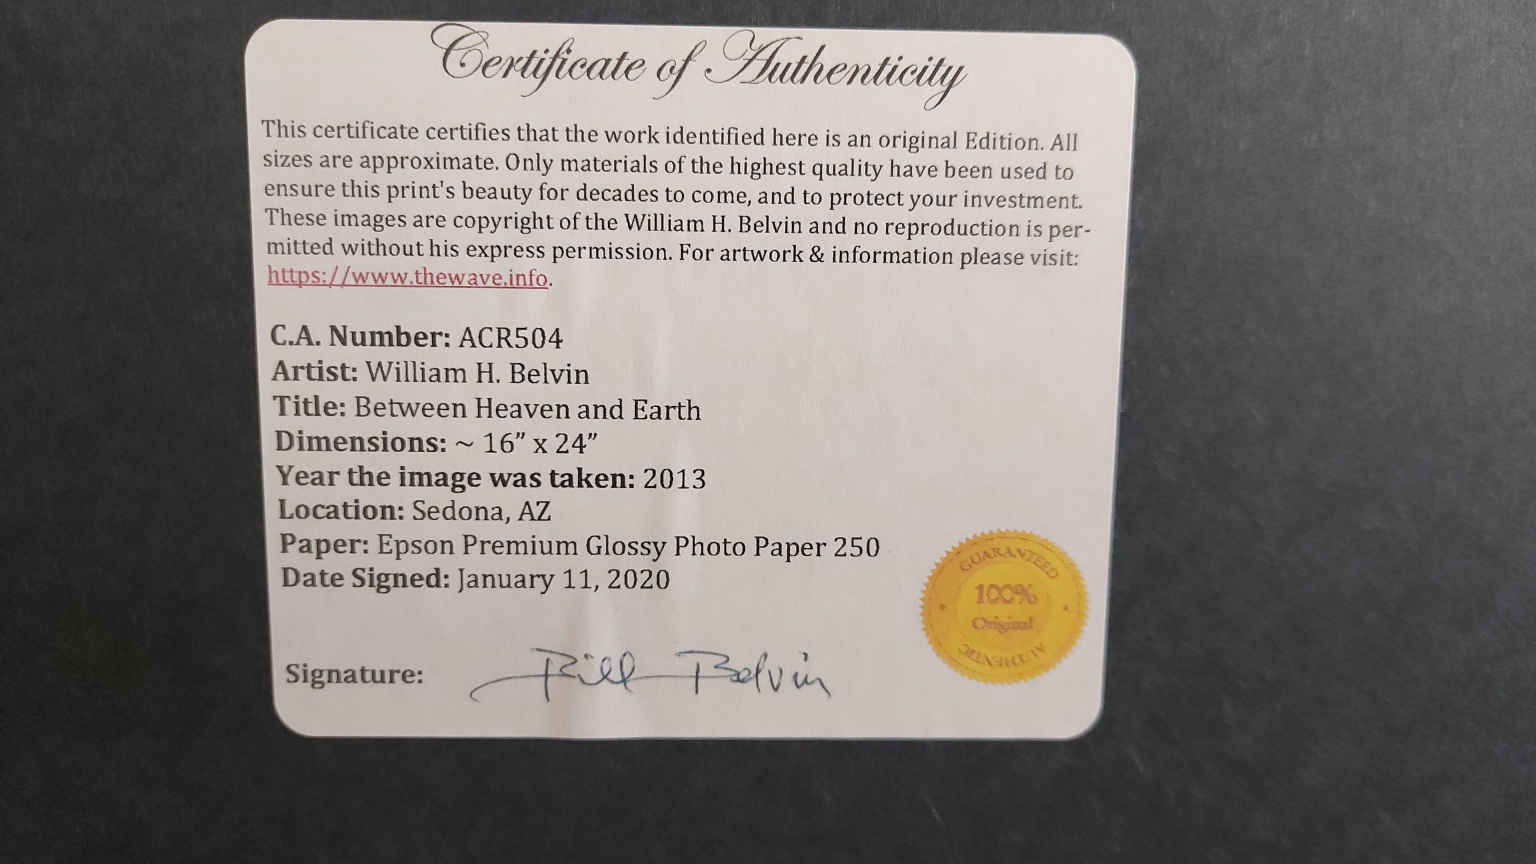 Certificate of Authenticity
This certificate certifies that the work identified here is an original Edition. All
sizes are approximate. Only materials of the highest quality have been used to
ensure this print's beauty for decades to come, and to protect your investment.
These images are copyright of the William H. Belvin and no reproduction is per-
mitted without his express permission. For artwork & information please visit:
https://www.thewave.info.
C.A. Number: ACR504
Artist: William H. Belvin
Title: Between Heaven and Earth
Dimensions: ~ 16” x 24”
Year the image was taken: 2013
Location: Sedona, AZ
Paper: Epson Premium Glossy Photo Paper 250
Date Signed: January 11, 2020
GUARANTEED
100%
Original
AUTHENTIC
Signature: Bill Belvin